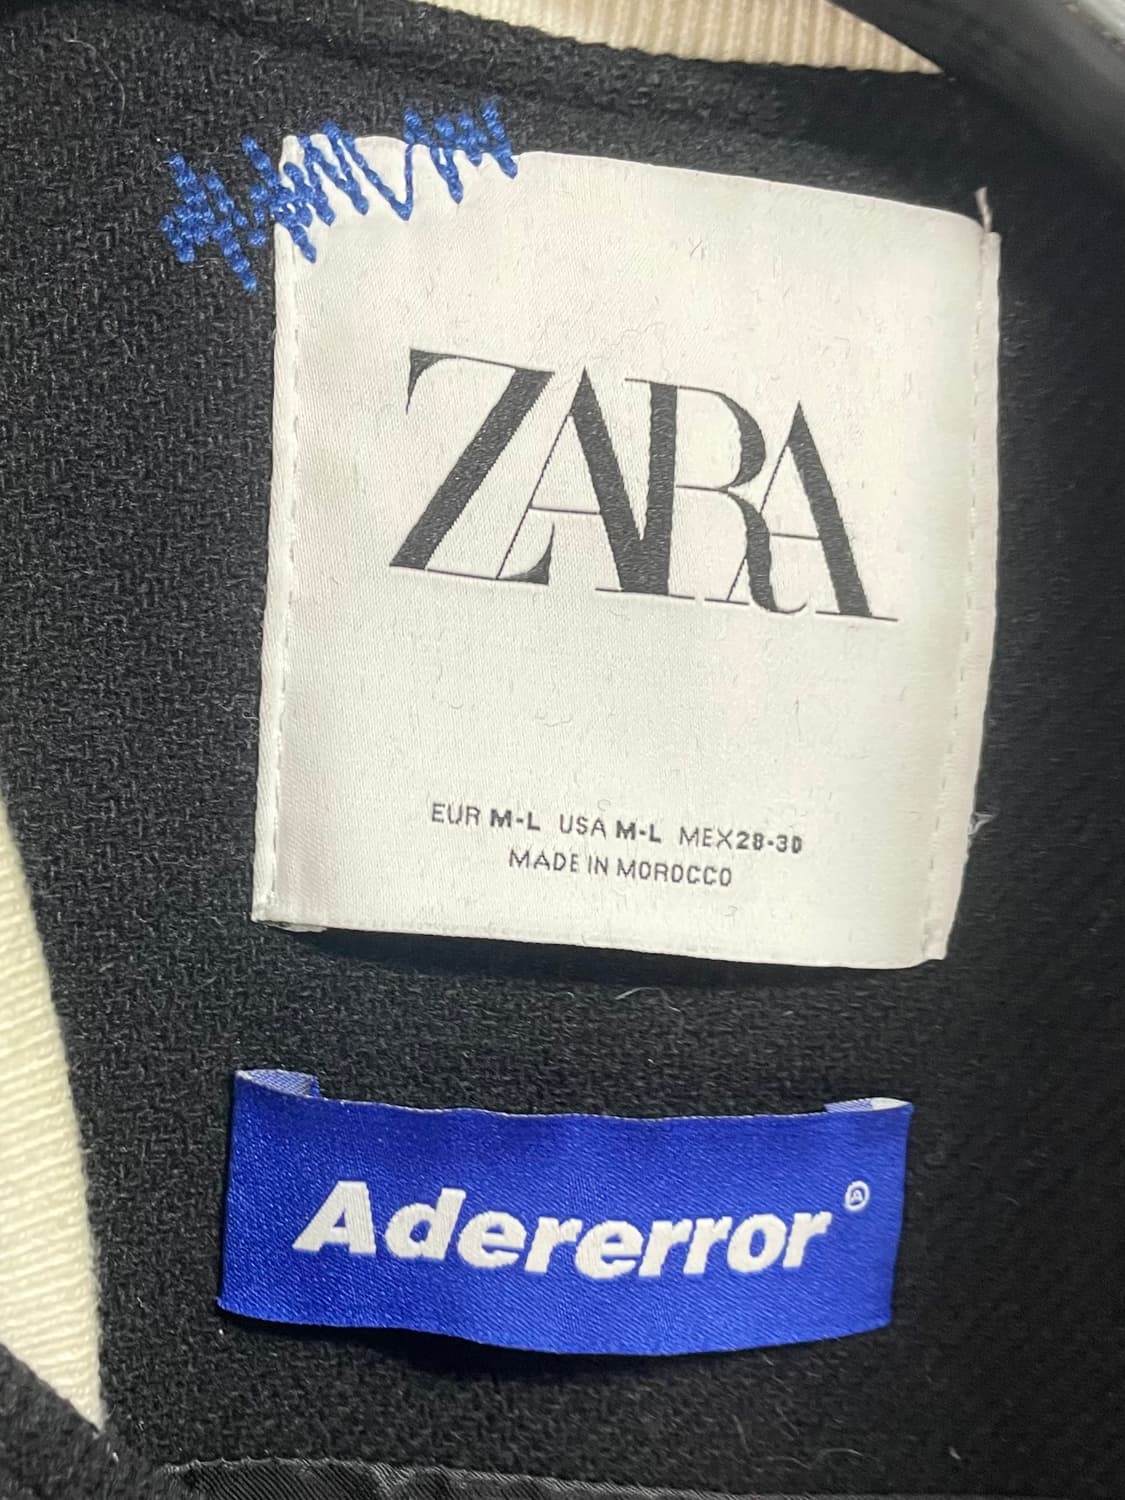 ZARA
EUR M-L USA M-L MEX28-30
MADE IN MOROCCO
Adererror Ⓐ